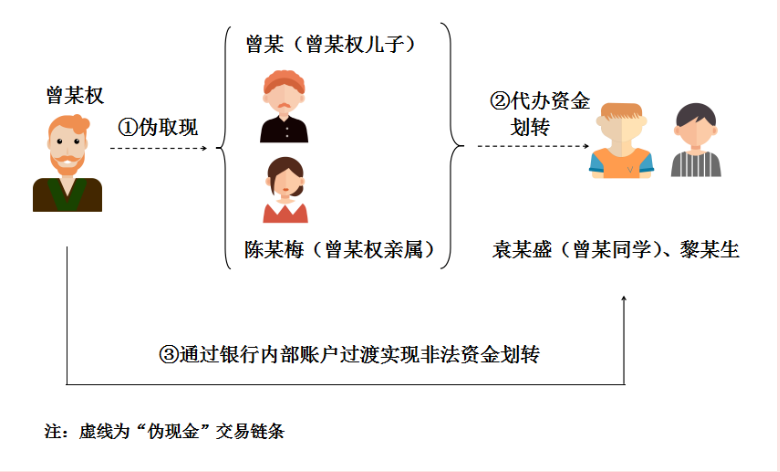 曾某（曾某权儿子）
曾某权
①伪取现
②代办资金
划转
陈某梅（曾某权亲属）
袁某盛（曾某同学）、黎某生
③通过银行内部账户过渡实现非法资金划转
注：虚线为“伪现金”交易链条